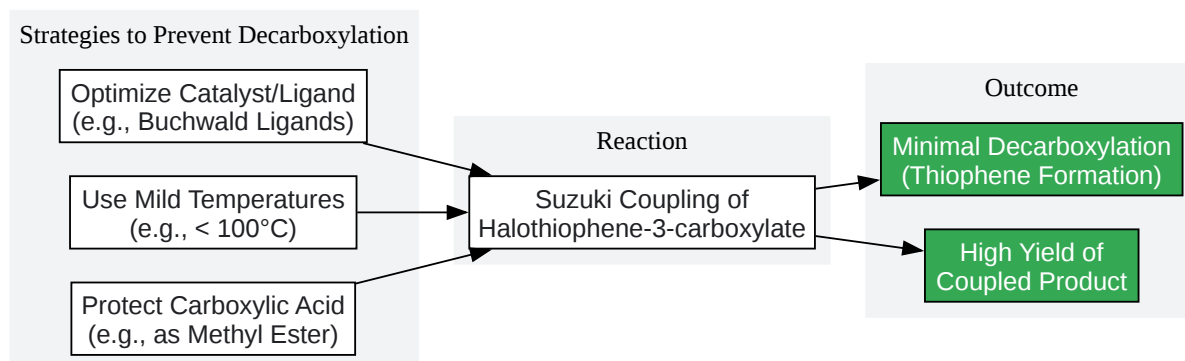 Strategies to Prevent Decarboxylation
Optimize Catalyst/Ligand
(e.g., Buchwald Ligands)
Use Mild Temperatures
(e.g., < 100°C)
Protect Carboxylic Acid
(e.g., as Methyl Ester)
Reaction
Suzuki Coupling of
Halothiophene-3-carboxylate
Outcome
Minimal Decarboxylation
(Thiophene Formation)
High Yield of
Coupled Product